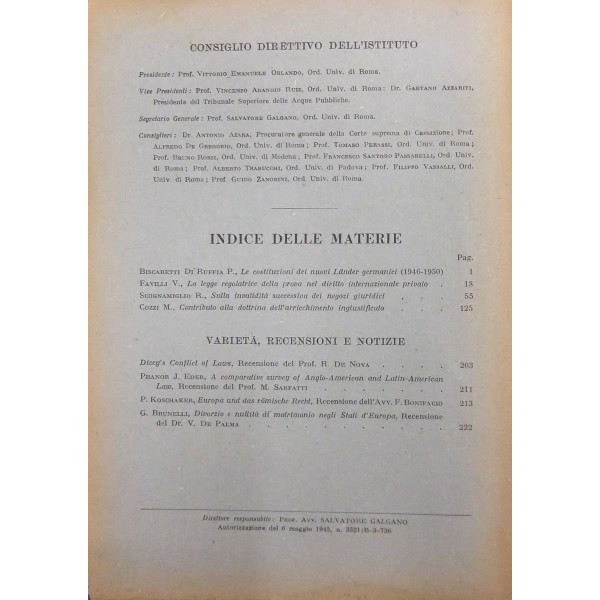 CONSIGLIO DIRETTIVO DELL'ISTITUTO
Presidente: Prof. VITTORIO EMANUELE ORLANDO, Ord. Univ. di Roma.
Vice Presidenti: Prof. VINCENZO ARANGIO RUIZ, Ord. Univ. di Roma: Dr. GAETANO AZZARITI,
Presidente del Tribunale Superiore delle Acque Pubbliche.
Segretario Generale: Prof. SALVATORE GALGANO, Ord. Univ. di Roma.
Consiglieri: Dr. ANTONIO AZARA, Procuratore generale della Corte suprema di Cassazione; Prof.
ALFREDO DE GREGORIO, Ord. Univ. di Roma; Prof. TOMASO PERASSI, Ord. Univ. di Roma;
Prof. BRUNO ROSSI, Univ. di Modena; Prof. FRANCESCO SANTORO PASSARELLI, Ord. Univ.
di Roma; Prof. ALBERTO TRABUCCHI, Ord. Univ. di Padova; Prof. FILIPPO VASSALLI, Ord.
Univ. di Roma; Prof. GUIDO ZANOBINI, Ord. Univ. di Roma.
INDICE DELLE MATERIE
Pag.
BISCARETTI DI RUFFIA P., Le costituzioni dei nuovi Länder germanici (1946-1950) 1
FAVILLI V., La legge regolatrice della prova nel diritto internazionale privato . 18
SCOGNAMIGLIO R., Sulla invalidità successiva dei negozi giuridici . . . 55
COZZI M., Contributo alla dottrina dell'arricchimento ingiustificato . . . 125
VARIETÀ, RECENSIONI E NOTIZIE
Dicey's Conflict of Laws, Recensione del Prof. R. DE NOVA . . . . 203
PHANOR J. EDER, A comparative survey of Anglo-American and Latin-American
Law, Recensione del Prof. M. SARFATTI . . . . . . . 211
P. KOSCHAKER, Europa und das römische Recht, Recensione dell'Avv. F. BONIFACIO 213
G. BRUNELLI, Divorzio e nullità di matrimonio negli Stati d'Europa, Recensione
del Dr. V. DE PALMA . . . . . . . . . 222
Direttore responsabile: PROF. AVV. SALVATORE GALGANO
Autorizzazione del 6 maggio 1945, n. 3521/B-3-736